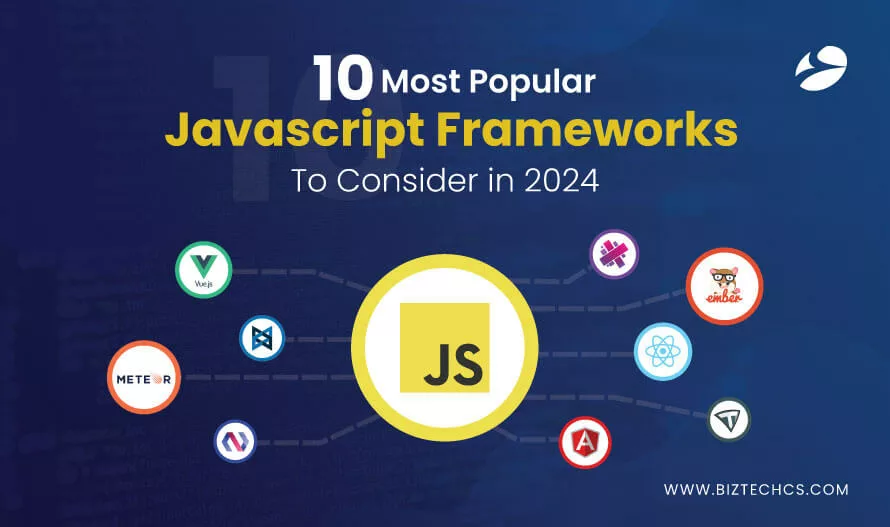 10 Most Popular
Javascript Frameworks
To Consider in 2024
Vue.js
ember
METEOR
JS
WWW.BIZTECHCS.COM